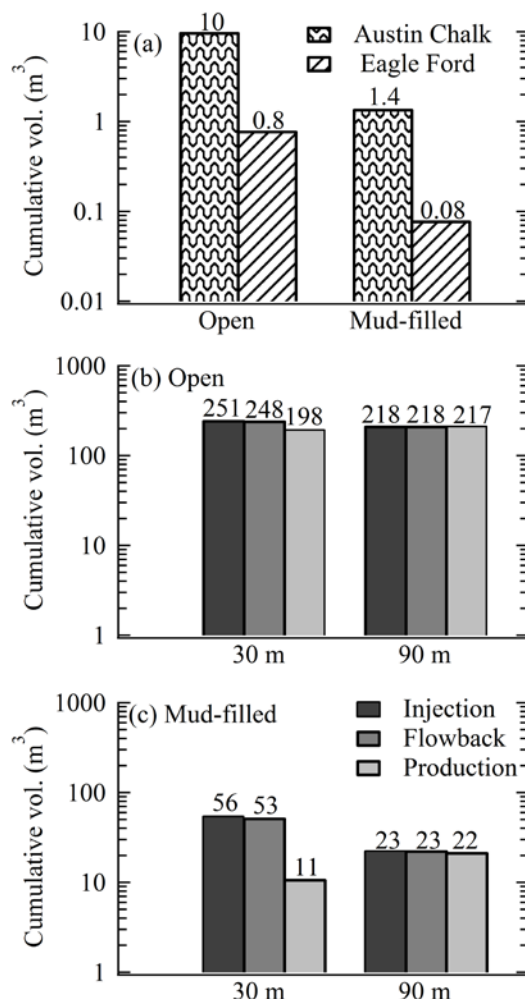 (a)
Austin Chalk
Eagle Ford
Cumulative vol. (m³)
10
1
0.1
0.01
10
0.8
1.4
0.08
Open
Mud-filled
(b) Open
Cumulative vol. (m³)
1000
100
10
1
251
248
198
218
218
217
30 m
90 m
(c) Mud-filled
Injection
Flowback
Production
Cumulative vol. (m³)
1000
100
10
1
56
53
11
23
23
22
30 m
90 m